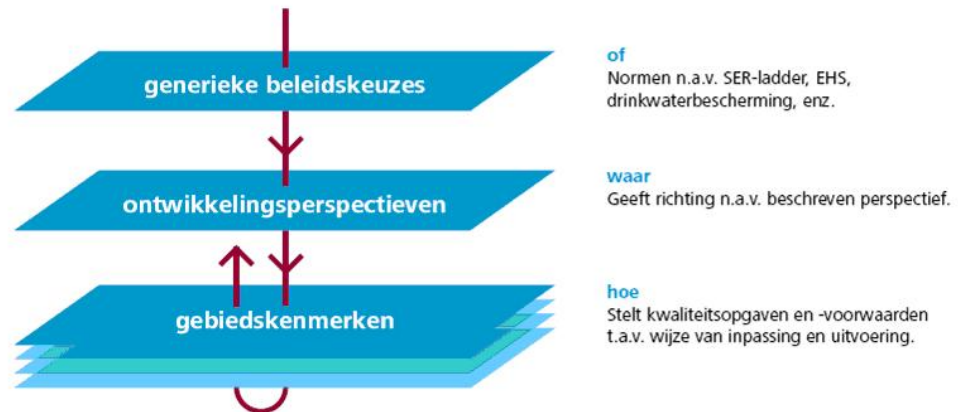 generieke beleidskeuzes
of
Normen n.a.v. SER-ladder, EHS,
drinkwaterbescherming, enz.
ontwikkelingsperspectieven
waar
Geeft richting n.a.v. beschreven perspectief.
gebiedskenmerken
hoe
Stelt kwaliteitsopgaven en -voorwaarden
t.a.v. wijze van inpassing en uitvoering.